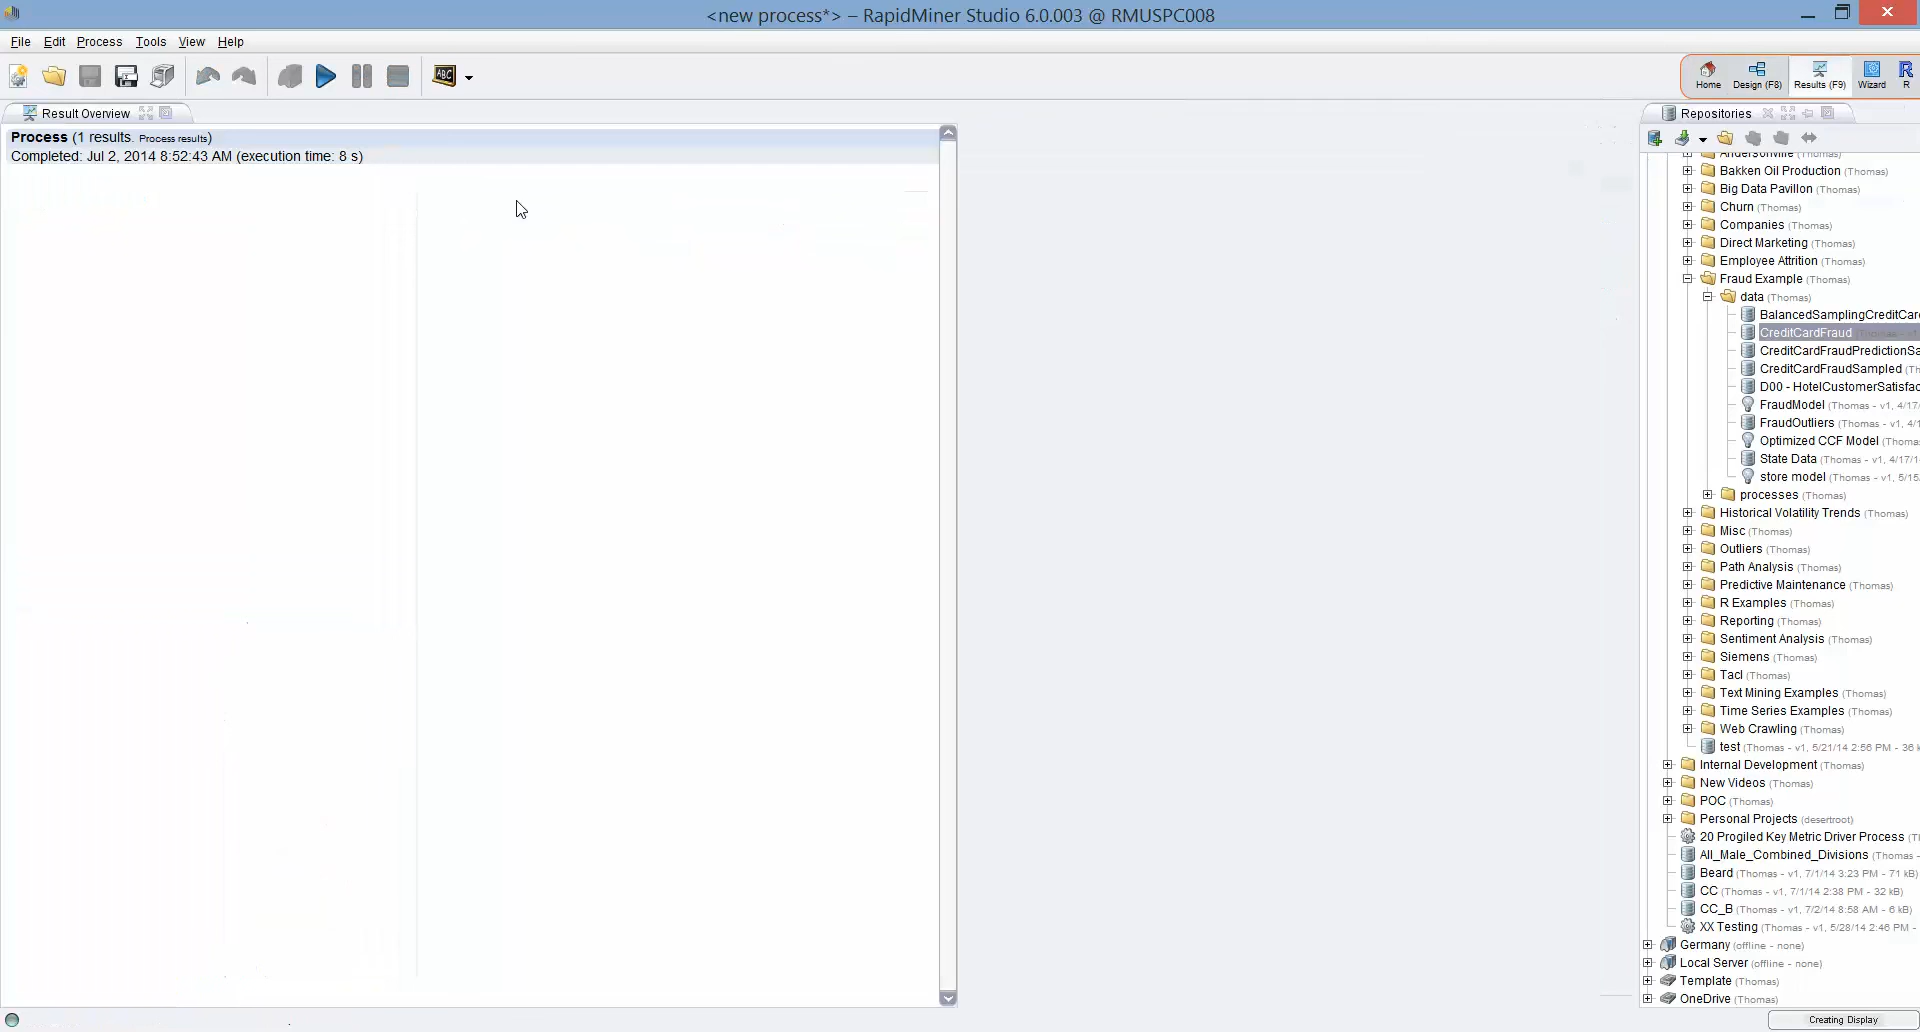 <new process*> – RapidMiner Studio 6.0.003 @ RMUSPC008
File Edit Process Tools View Help
ABC
Home Design (F8) Results (F9) Wizard R
Result Overview
Repositories
Process (1 results. Process results)
Completed: Jul 2, 2014 8:52:43 AM (execution time: 8 s)
Andersonville (Thomas)
Bakken Oil Production (Thomas)
Big Data Pavillon (Thomas)
Churn (Thomas)
Companies (Thomas)
Direct Marketing (Thomas)
Employee Attrition (Thomas)
Fraud Example (Thomas)
data (Thomas)
BalancedSamplingCreditCar
CreditCardFraud
CreditCardFraudPredictionSa
CreditCardFraudSampled (Th
D00 - HotelCustomerSatisfac
FraudModel (Thomas - v1, 4/17/
FraudOutliers (Thomas - v1, 4/1
Optimized CCF Model (Thoma
State Data (Thomas - v1, 4/17/1
store model (Thomas - v1, 5/15/
processes (Thomas)
Historical Volatility Trends (Thomas)
Misc (Thomas)
Outliers (Thomas)
Path Analysis (Thomas)
Predictive Maintenance (Thomas)
R Examples (Thomas)
Reporting (Thomas)
Sentiment Analysis (Thomas)
Siemens (Thomas)
Tacl (Thomas)
Text Mining Examples (Thomas)
Time Series Examples (Thomas)
Web Crawling (Thomas)
test (Thomas - v1, 5/21/14 2:56 PM - 36 k
Internal Development (Thomas)
New Videos (Thomas)
POC (Thomas)
Personal Projects (desertroot)
20 Progiled Key Metric Driver Process (T
All_Male_Combined_Divisions (Thomas -
Beard (Thomas - v1, 7/1/14 3:23 PM - 71 kB)
CC (Thomas - v1, 7/1/14 2:38 PM - 32 kB)
CC_B (Thomas - v1, 7/2/14 8:58 AM - 6 kB)
XX Testing (Thomas - v1, 5/28/14 2:46 PM -
Germany (offline - none)
Local Server (offline - none)
Template (Thomas)
OneDrive (Thomas)
Creating Display